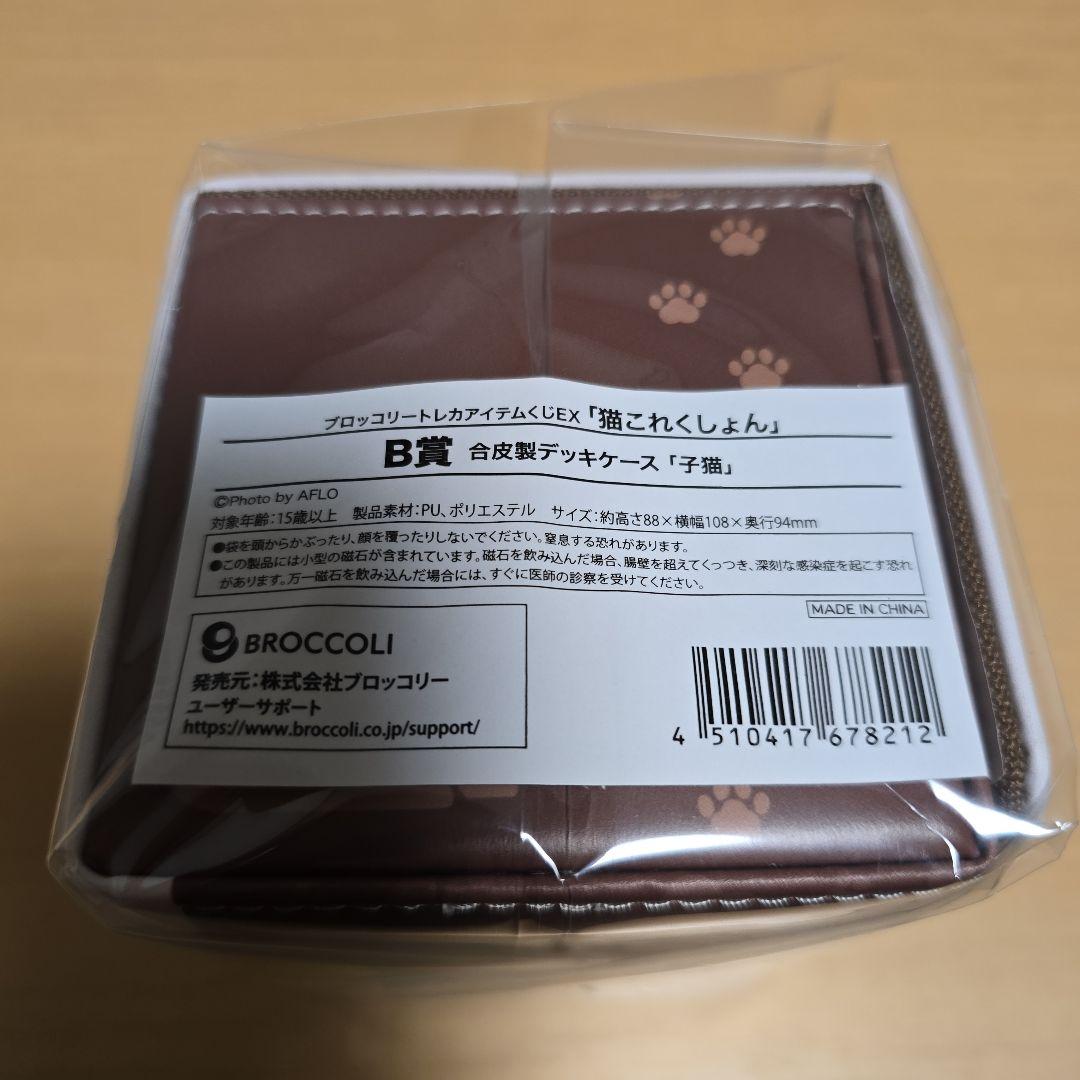 ブロッコリートレカアイテムくじEX「猫これくしょん」
B賞 合皮製デッキケース「子猫」
©Photo by AFLO
対象年齢:15歳以上 製品素材:PU、ポリエステル サイズ:約高さ88×横幅108×奥行94mm
●袋を頭からかぶったり、顔を覆ったりしないでください。窒息する恐れがあります。
●この製品には小型の磁石が含まれています。磁石を飲み込んだ場合、腸壁を超えてくっつき、深刻な感染症を起こす恐れ
があります。万一磁石を飲み込んだ場合には、すぐに医師の診察を受けてください。
MADE IN CHINA
BROCCOLI
発売元:株式会社ブロッコリー
ユーザーサポート
https://www.broccoli.co.jp/support/
4 510417 678212